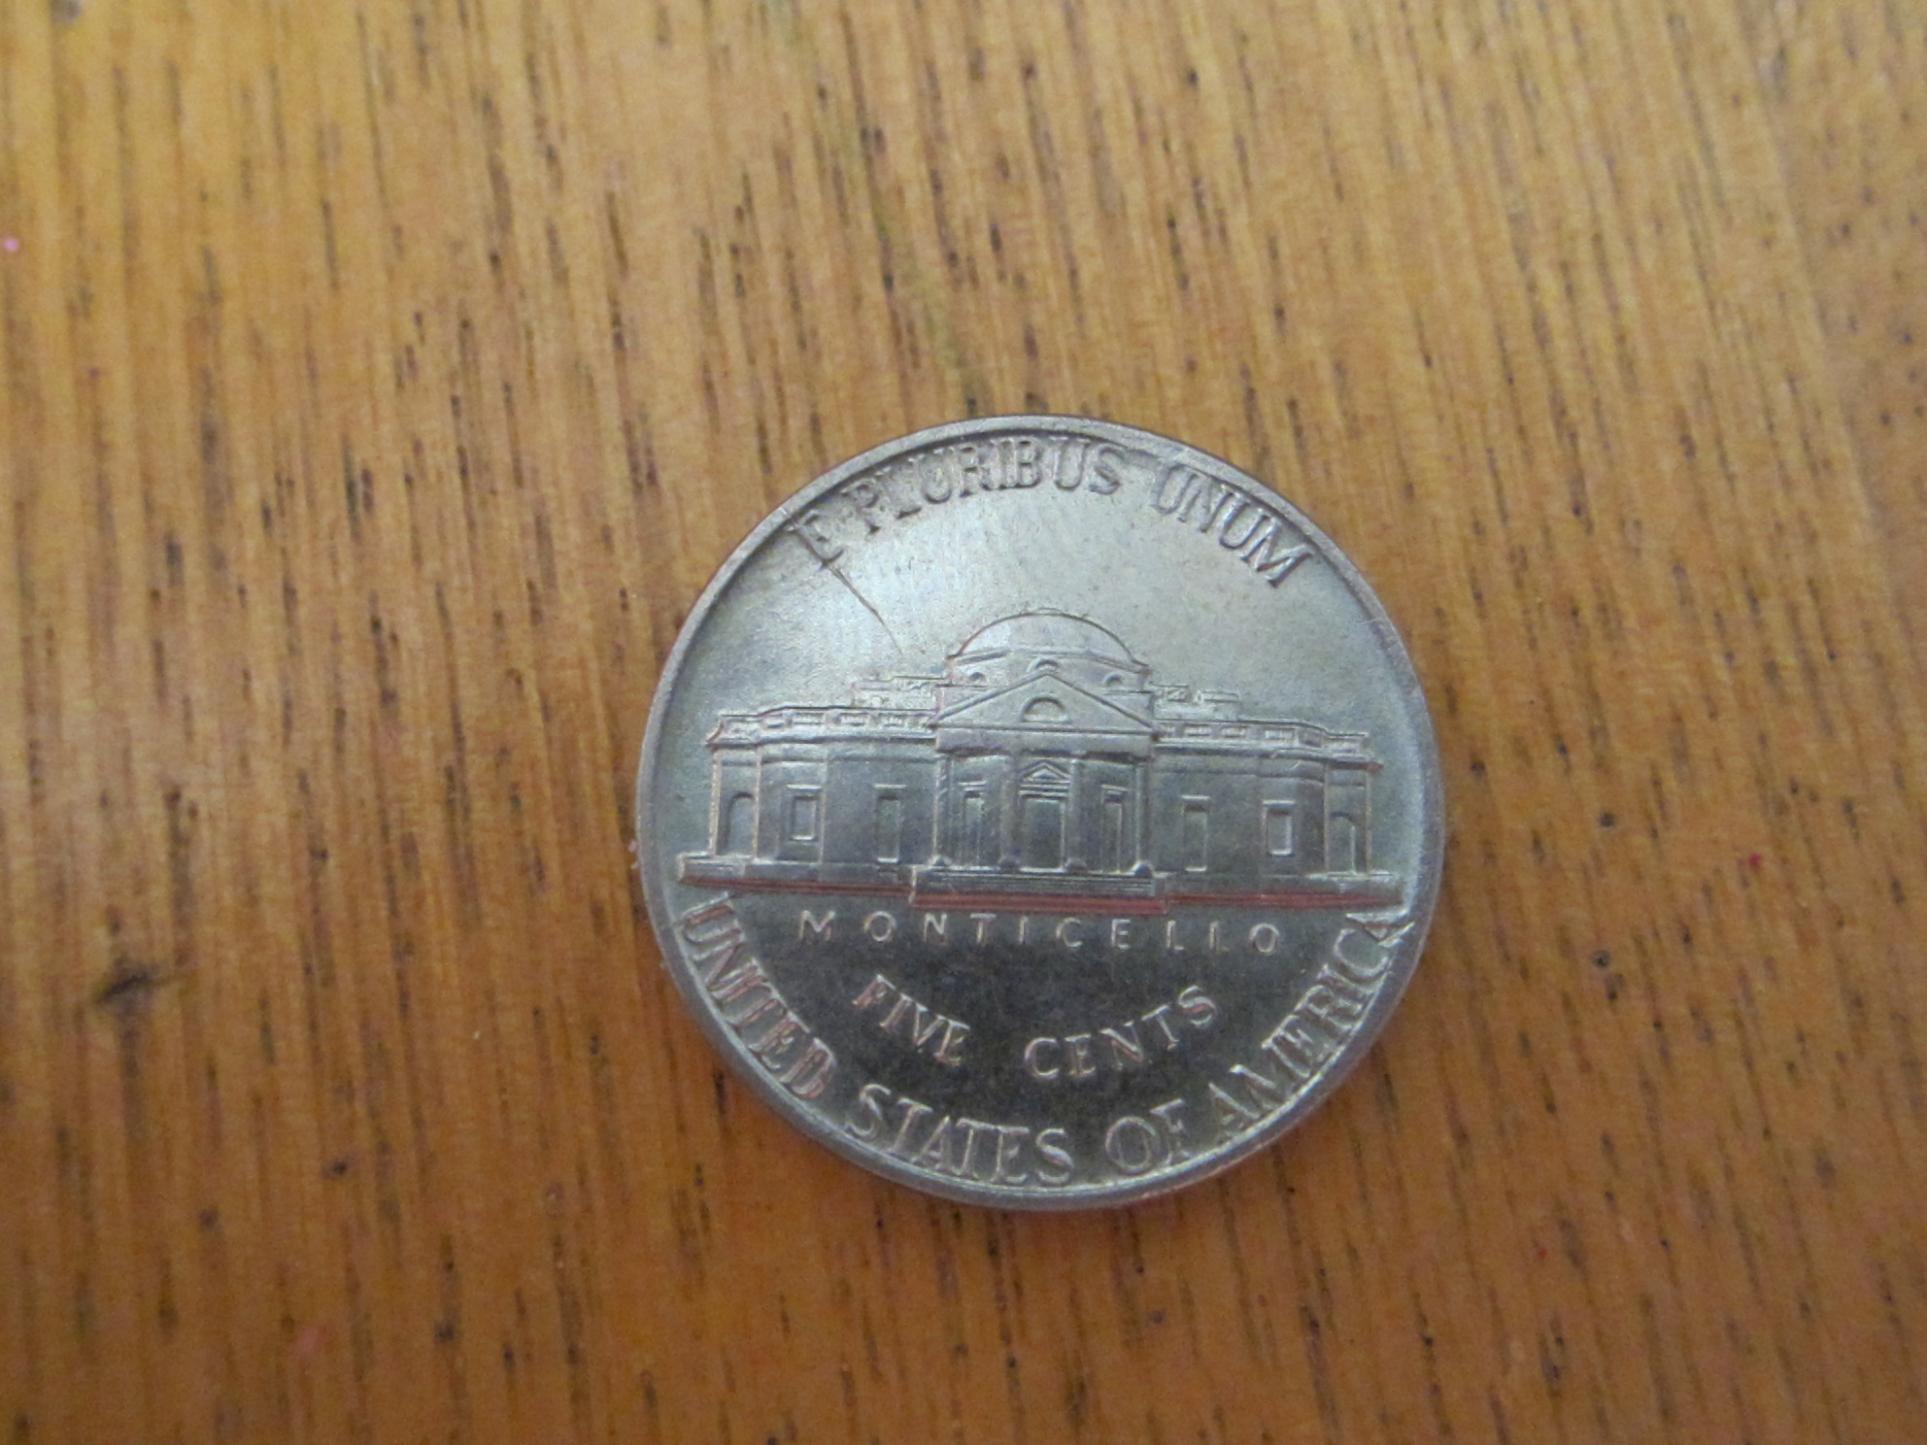 E PLURIBUS UNUM
MONTICELLO
FIVE CENTS
UNITED STATES OF AMERICA